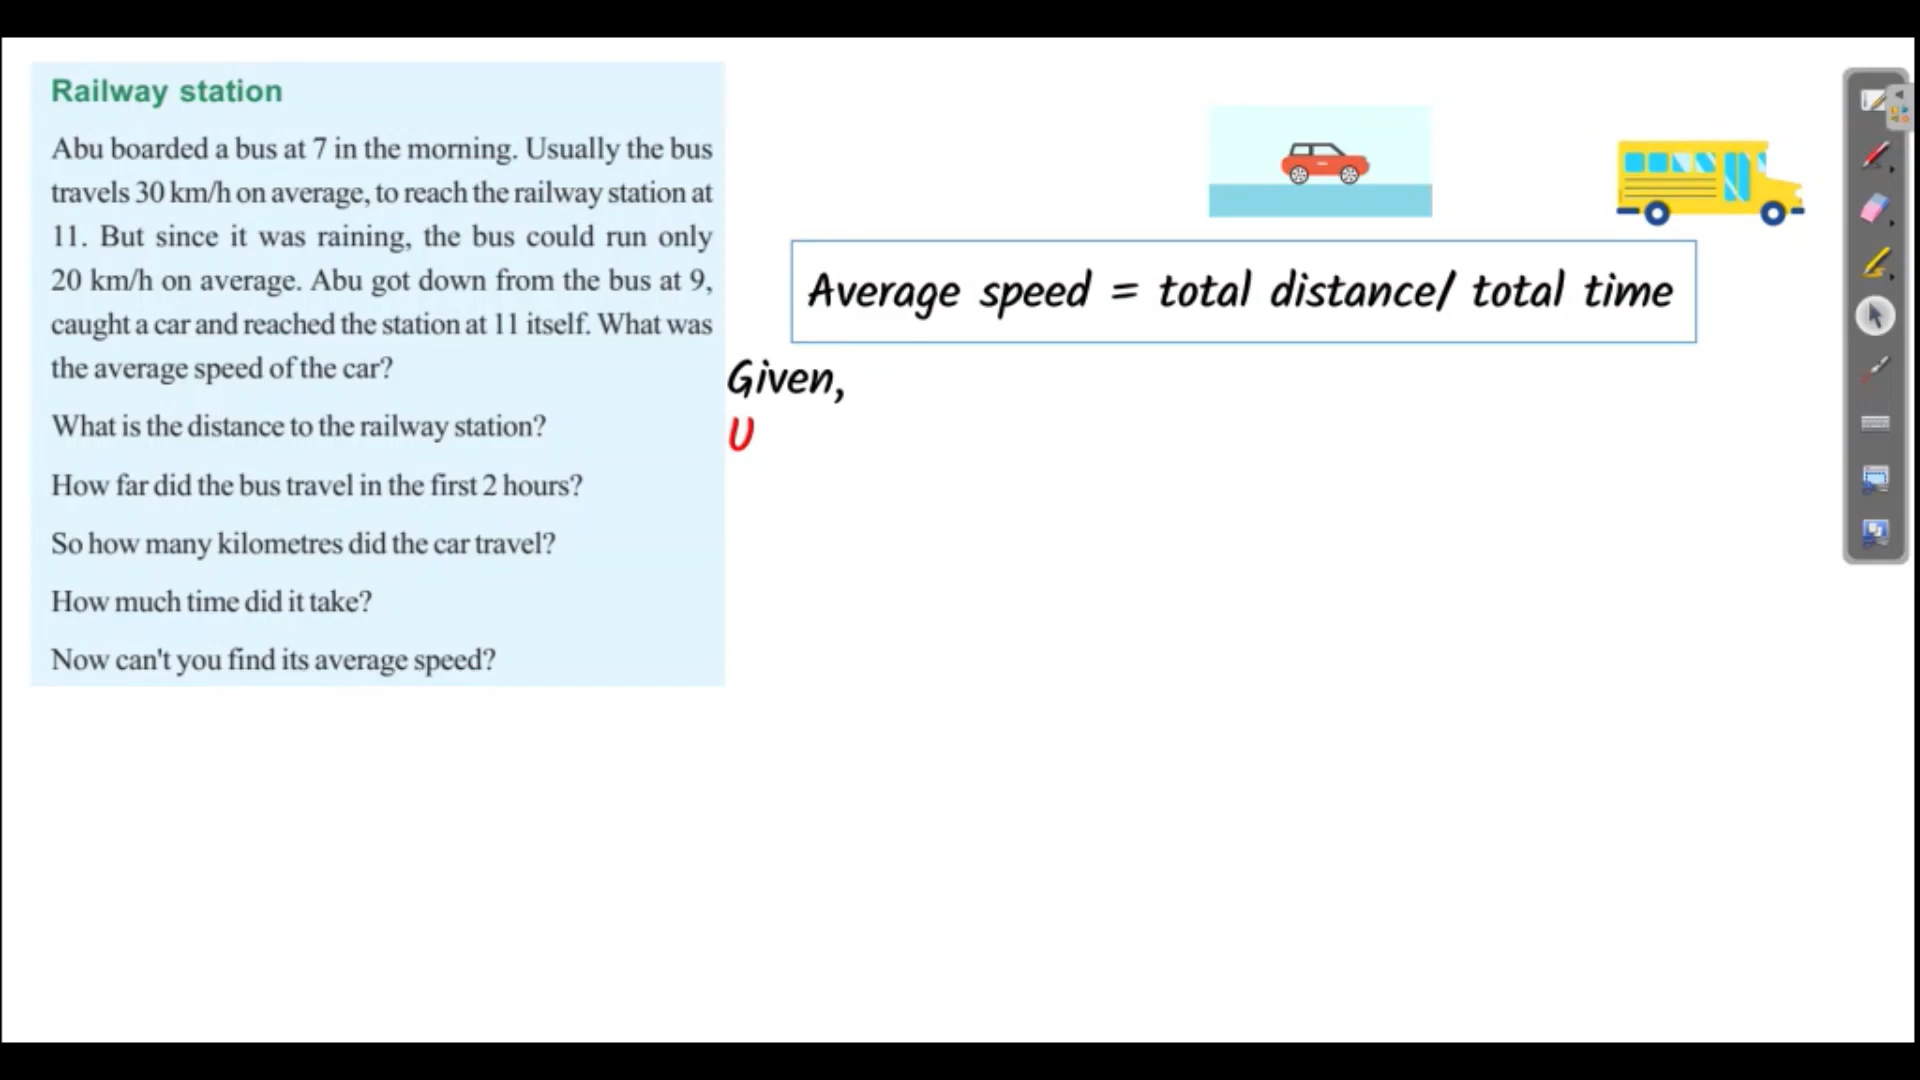 Railway station
Abu boarded a bus at 7 in the morning. Usually the bus
travels 30 km/h on average, to reach the railway station at
11. But since it was raining, the bus could run only
20 km/h on average. Abu got down from the bus at 9,
caught a car and reached the station at 11 itself. What was
the average speed of the car?
What is the distance to the railway station?
How far did the bus travel in the first 2 hours?
So how many kilometres did the car travel?
How much time did it take?
Now can't you find its average speed?
Average speed = total distance/ total time
Given,
U